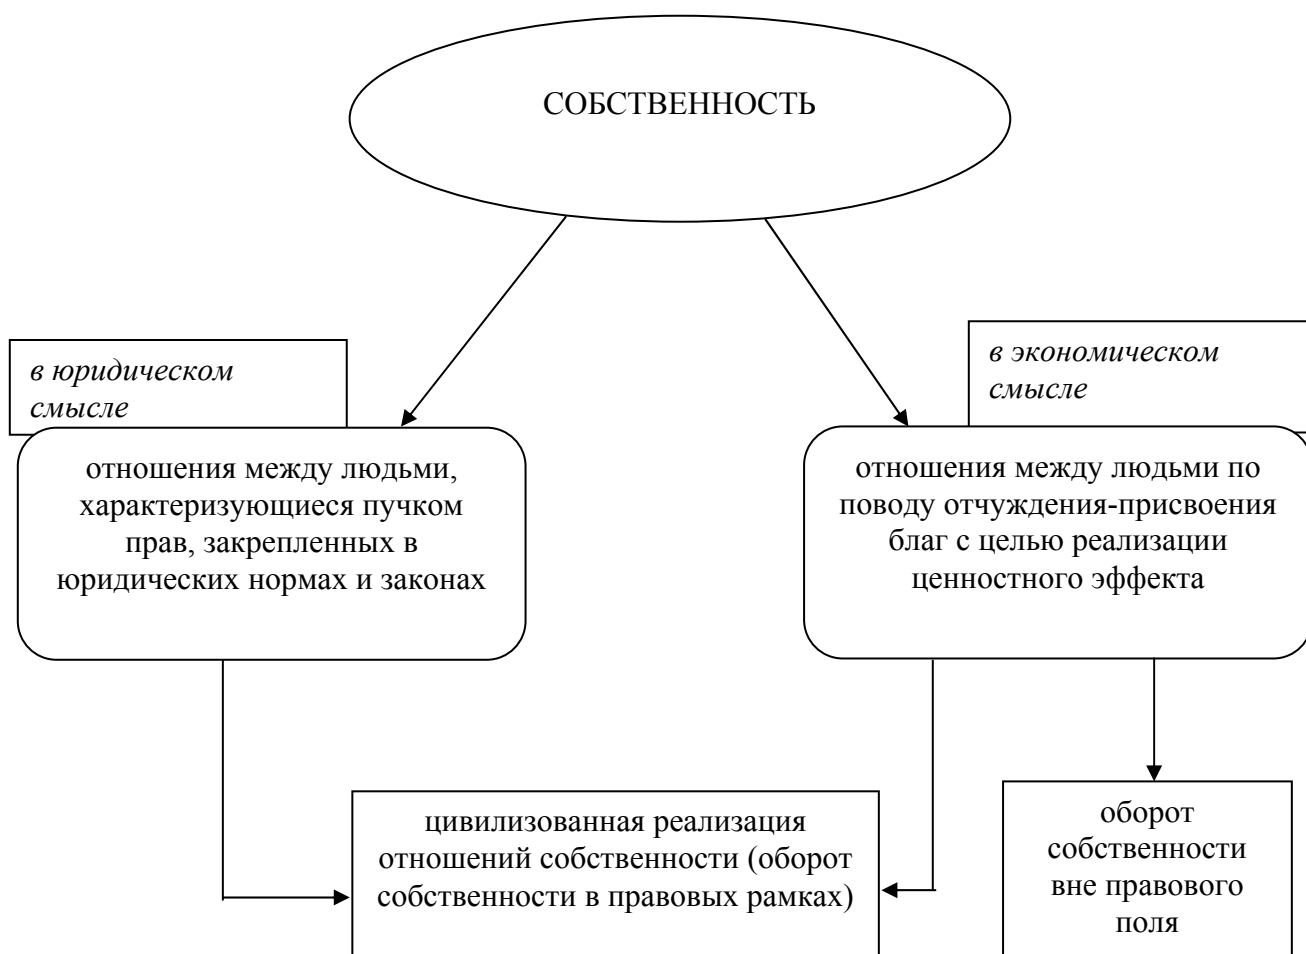 СОБСТВЕННОСТЬ
в юридическом
смысле
в экономическом
смысле
отношения между людьми,
характеризующиеся пучком
прав, закрепленных в
юридических нормах и законах
отношения между людьми по
поводу отчуждения-присвоения
благ с целью реализации
ценностного эффекта
цивилизованная реализация
отношений собственности (оборот
собственности в правовых рамках)
оборот
собственности
вне правового
поля